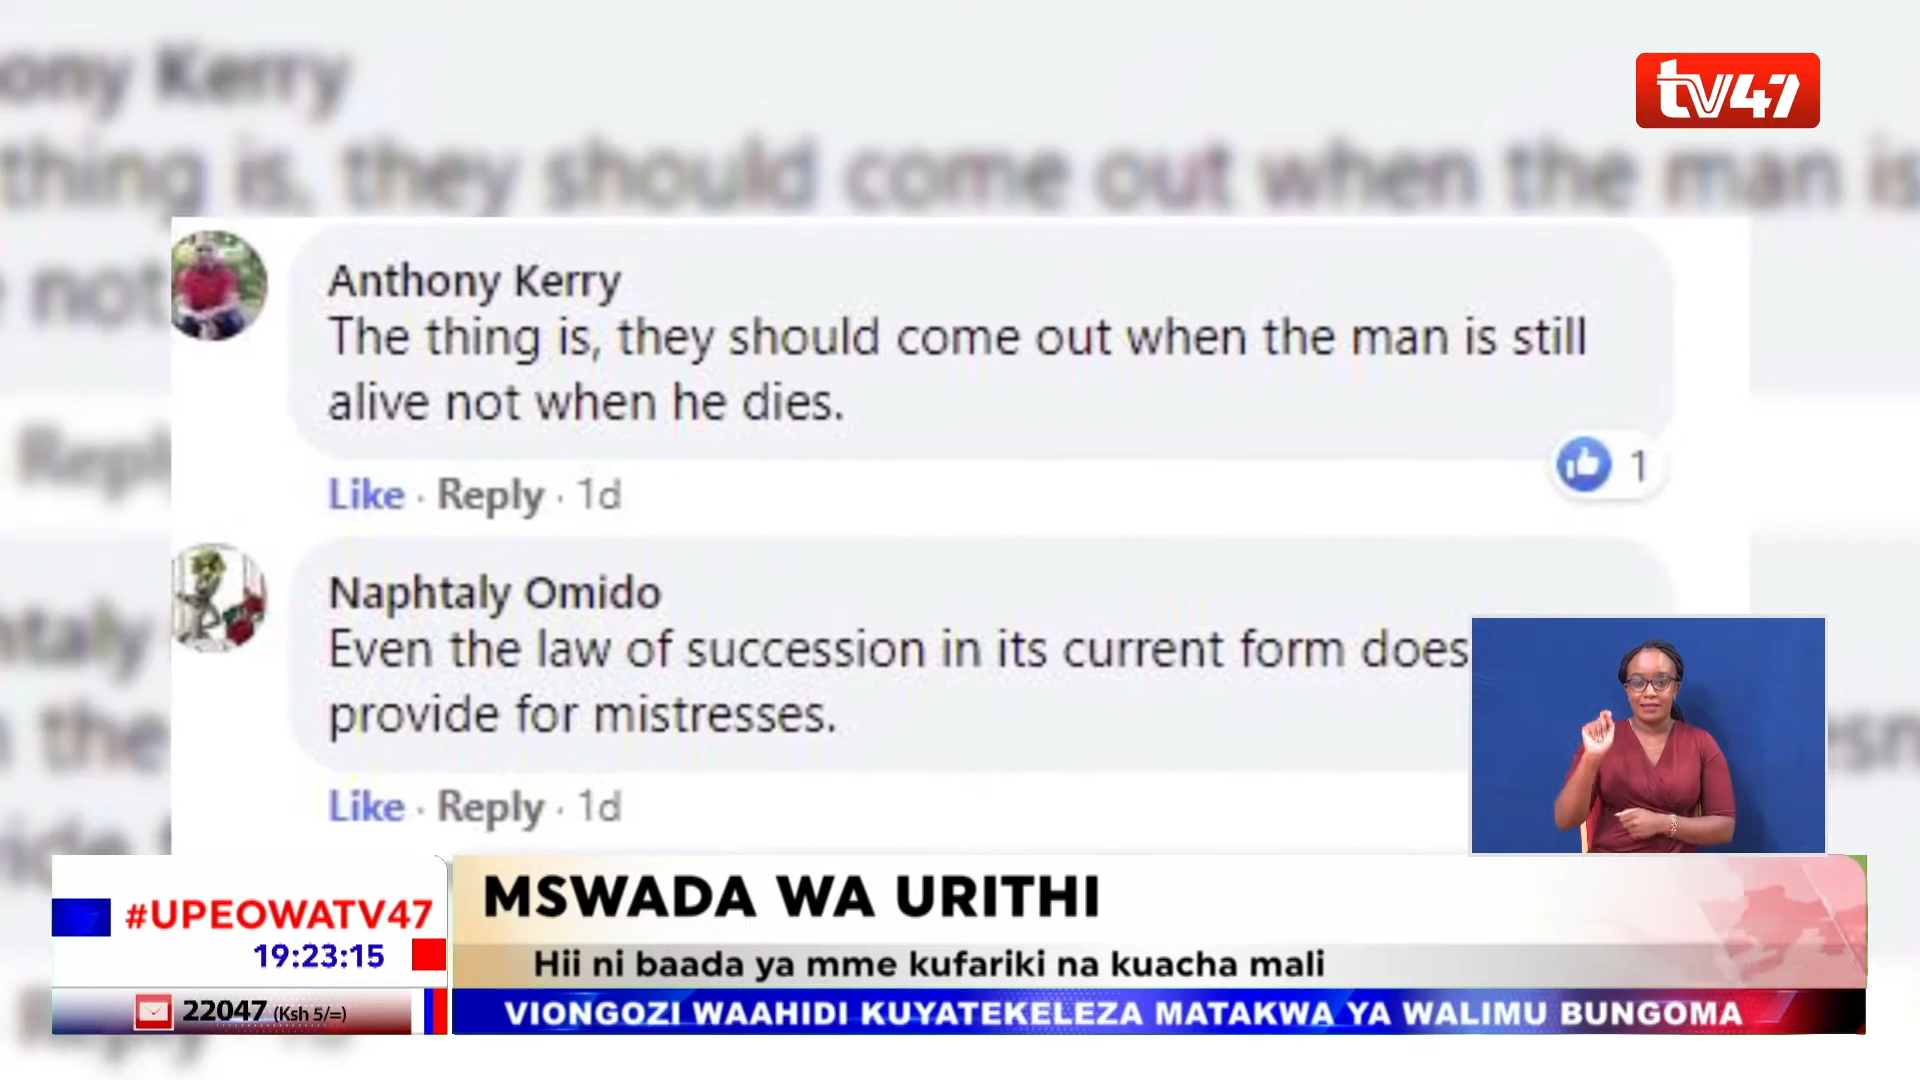 tv47
Anthony Kerry
The thing is, they should come out when the man is still
alive not when he dies.
1
Like · Reply · 1d
Naphtaly Omido
Even the law of succession in its current form does
provide for mistresses.
Like · Reply · 1d
#UPEOWATV47
19:23:15
22047 (Ksh 5/=)
MSWADA WA URITHI
Hii ni baada ya mme kufariki na kuacha mali
VIONGOZI WAAHIDI KUYATEKELEZA MATAKWA YA WALIMU BUNGOMA